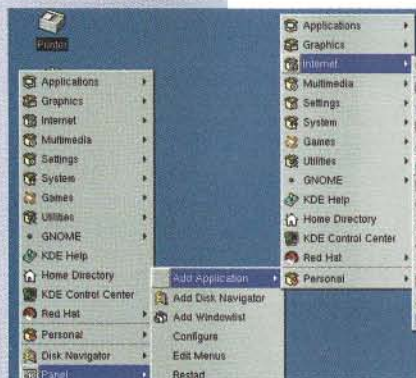 Printer
Applications
Graphics
Internet
Multimedia
Settings
System
Games
Utilities
GNOME
KDE Help
Home Directory
KDE Control Center
Red Hat
Personal
Disk Navigator
Panel
Add Application
Add Disk Navigator
Add Windowlist
Configure
Edit Menus
Restart
Applications
Graphics
Internet
Multimedia
Settings
System
Games
Utilities
GNOME
KDE Help
Home Directory
KDE Control Center
Red Hat
Personal